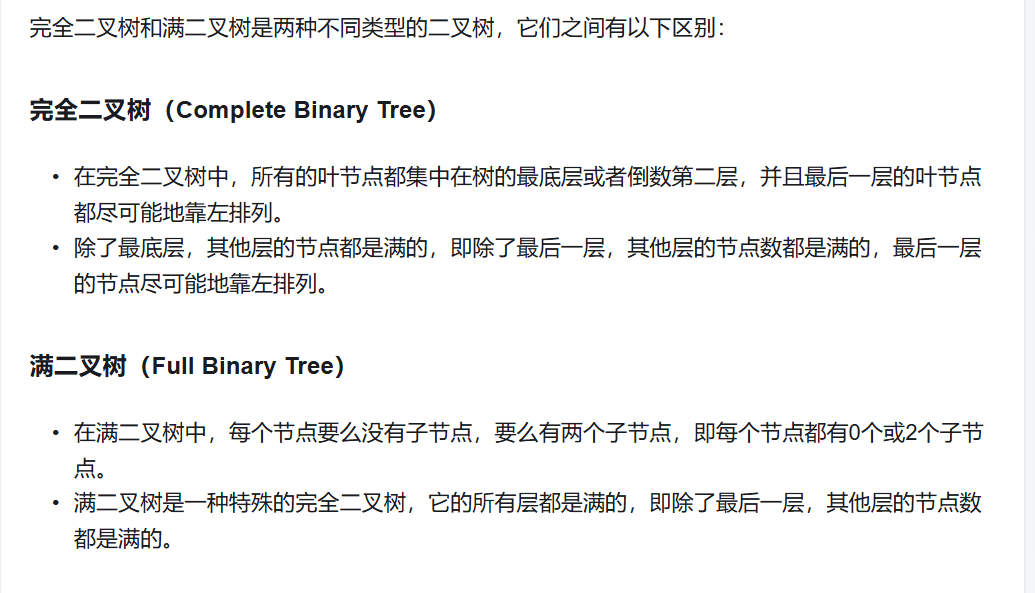 完全二叉树和满二叉树是两种不同类型的二叉树，它们之间有以下区别：
完全二叉树（Complete Binary Tree）
• 在完全二叉树中，所有的叶节点都集中在树的最底层或者倒数第二层，并且最后一层的叶节点
都尽可能地靠左排列。
• 除了最底层，其他层的节点都是满的，即除了最后一层，其他层的节点数都是满的，最后一层
的节点尽可能地靠左排列。
满二叉树（Full Binary Tree）
• 在满二叉树中，每个节点要么没有子节点，要么有两个子节点，即每个节点都有0个或2个子节
点。
• 满二叉树是一种特殊的完全二叉树，它的所有层都是满的，即除了最后一层，其他层的节点数
都是满的。